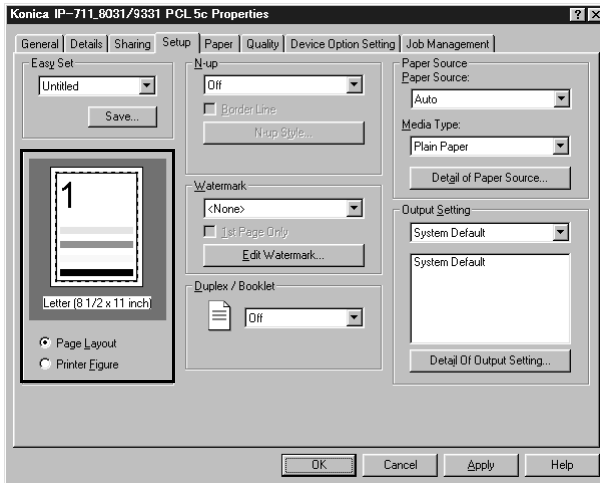 Konica IP-711_8031/9331 PCL 5c Properties
General Details Sharing Setup Paper Quality Device Option Setting Job Management
Easy Set
Untitled
Save...
1
Letter (8 1/2 x 11 inch)
Page Layout
Printer Figure
N-up
Off
Border Line
N-up Style...
Watermark
<None>
1st Page Only
Edit Watermark...
Duplex / Booklet
Off
Paper Source
Paper Source:
Auto
Media Type:
Plain Paper
Detail of Paper Source...
Output Setting
System Default
System Default
Detail Of Output Setting...
OK Cancel Apply Help